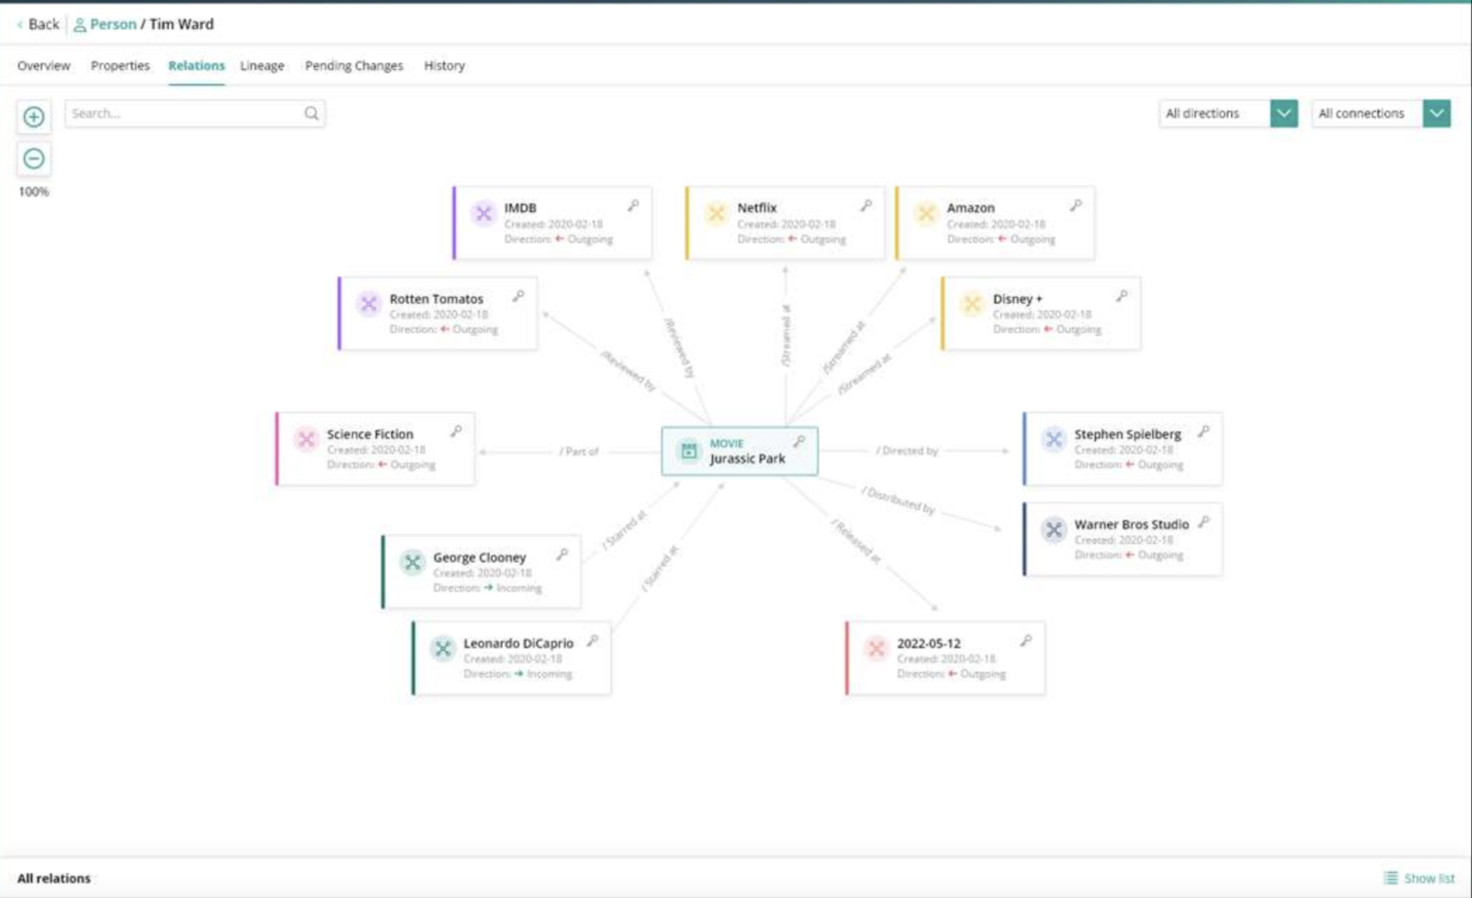 Back
Person / Tim Ward
Overview Properties Relations Lineage Pending Changes History
Search...
All directions
All connections
100%
IMDB
Created: 2020-02-18
Direction: ← Outgoing
Netflix
Created: 2020-02-18
Direction: ← Outgoing
Amazon
Created: 2020-02-18
Direction: ← Outgoing
Rotten Tomatos
Created: 2020-02-18
Direction: ← Outgoing
Disney +
Created: 2020-02-18
Direction: ← Outgoing
/Reviewed by
/Reviewed by
/Streamed at
/Streamed at
/Streamed at
Science Fiction
Created: 2020-02-18
Direction: ← Outgoing
/ Part of
MOVIE
Jurassic Park
/ Directed by
Stephen Spielberg
Created: 2020-02-18
Direction: ← Outgoing
/ Distributed by
Warner Bros Studio
Created: 2020-02-18
Direction: ← Outgoing
George Clooney
Created: 2020-02-18
Direction: → Incoming
/ Starred at
/ Starred at
/ Released at
Leonardo DiCaprio
Created: 2020-02-18
Direction: → Incoming
2022-05-12
Created: 2020-02-18
Direction: ← Outgoing
All relations
Show list